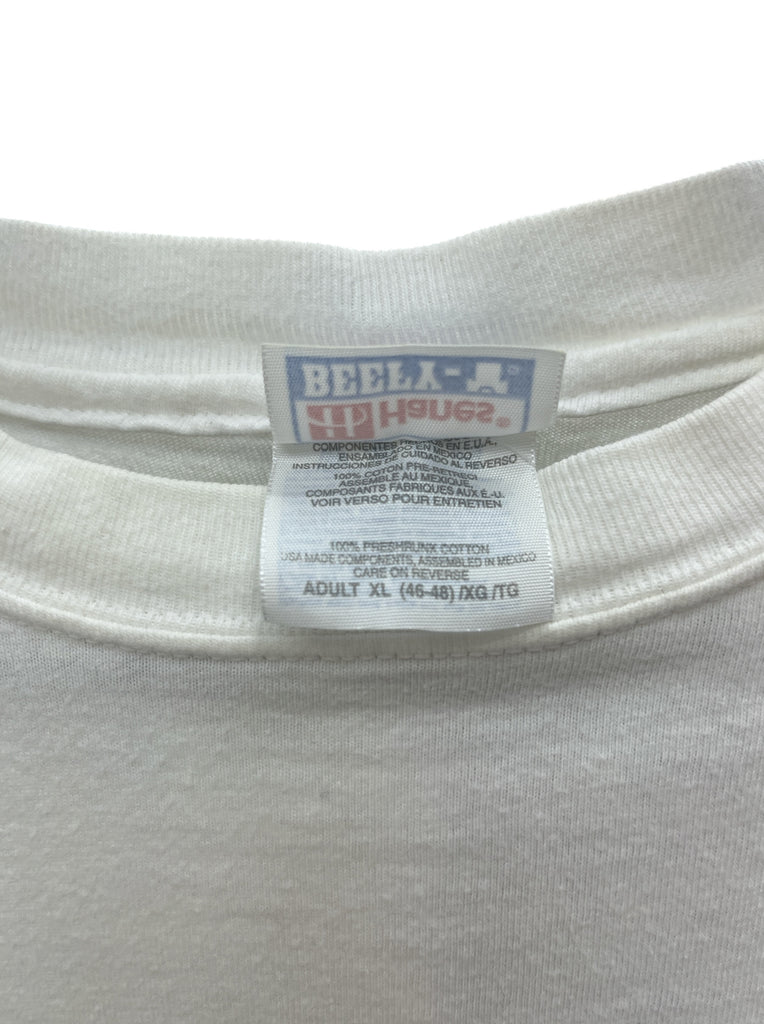 BEEFY-T
Hanes®
COMPONENTES HECHOS EN E.U.A.,
ENSAMBLADO EN MEXICO
INSTRUCCIONES DE CUIDADO AL REVERSO
100% COTON PRE-RETRECI
ASSEMBLE AU MEXIQUE,
COMPOSANTS FABRIQUES AUX É.-U.
VOIR VERSO POUR ENTRETIEN
100% PRESHRUNK COTTON
USA MADE COMPONENTS, ASSEMBLED IN MEXICO
CARE ON REVERSE
ADULT XL (46-48) /XG /TG